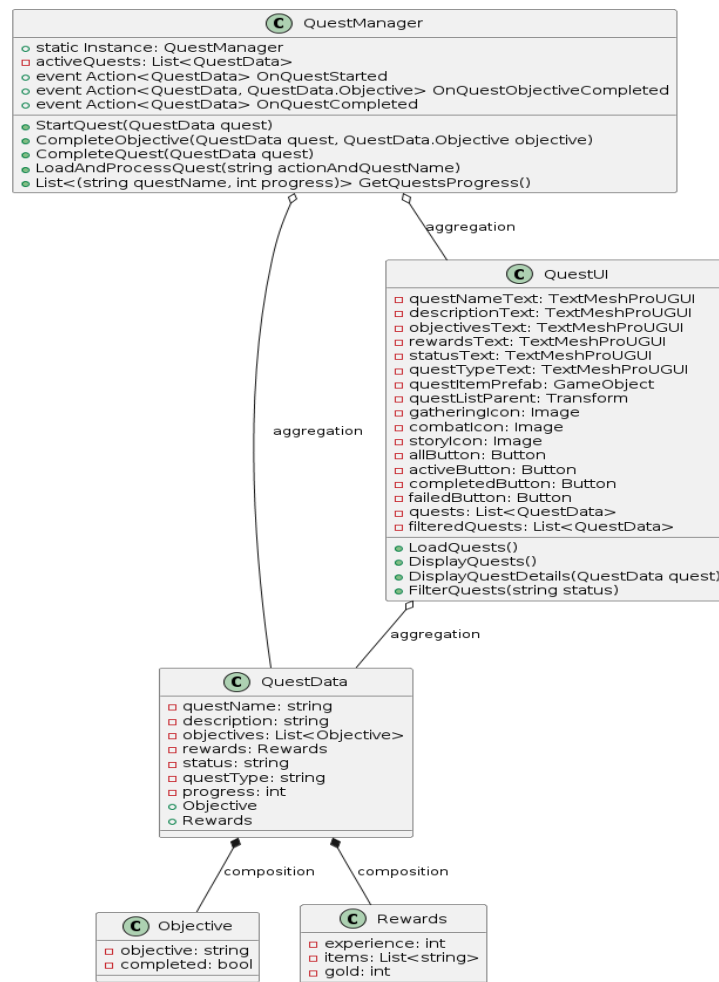 C QuestManager
static Instance: QuestManager
activeQuests: List<QuestData>
event Action<QuestData> OnQuestStarted
event Action<QuestData, QuestData.Objective> OnQuestObjectiveCompleted
event Action<QuestData> OnQuestCompleted
StartQuest(QuestData quest)
CompleteObjective(QuestData quest, QuestData.Objective objective)
CompleteQuest(QuestData quest)
LoadAndProcessQuest(string actionAndQuestName)
List<(string questName, int progress)> GetQuestsProgress()
aggregation
C QuestUI
questNameText: TextMeshProUGUI
descriptionText: TextMeshProUGUI
objectivesText: TextMeshProUGUI
rewardsText: TextMeshProUGUI
statusText: TextMeshProUGUI
questTypeText: TextMeshProUGUI
questItemPrefab: GameObject
questListParent: Transform
gatheringIcon: Image
combatIcon: Image
storyIcon: Image
allButton: Button
activeButton: Button
completedButton: Button
failedButton: Button
quests: List<QuestData>
filteredQuests: List<QuestData>
LoadQuests()
DisplayQuests()
DisplayQuestDetails(QuestData quest)
FilterQuests(string status)
aggregation
aggregation
C QuestData
questName: string
description: string
objectives: List<Objective>
rewards: Rewards
status: string
questType: string
progress: int
Objective
Rewards
composition
composition
C Objective
objective: string
completed: bool
C Rewards
experience: int
items: List<string>
gold: int